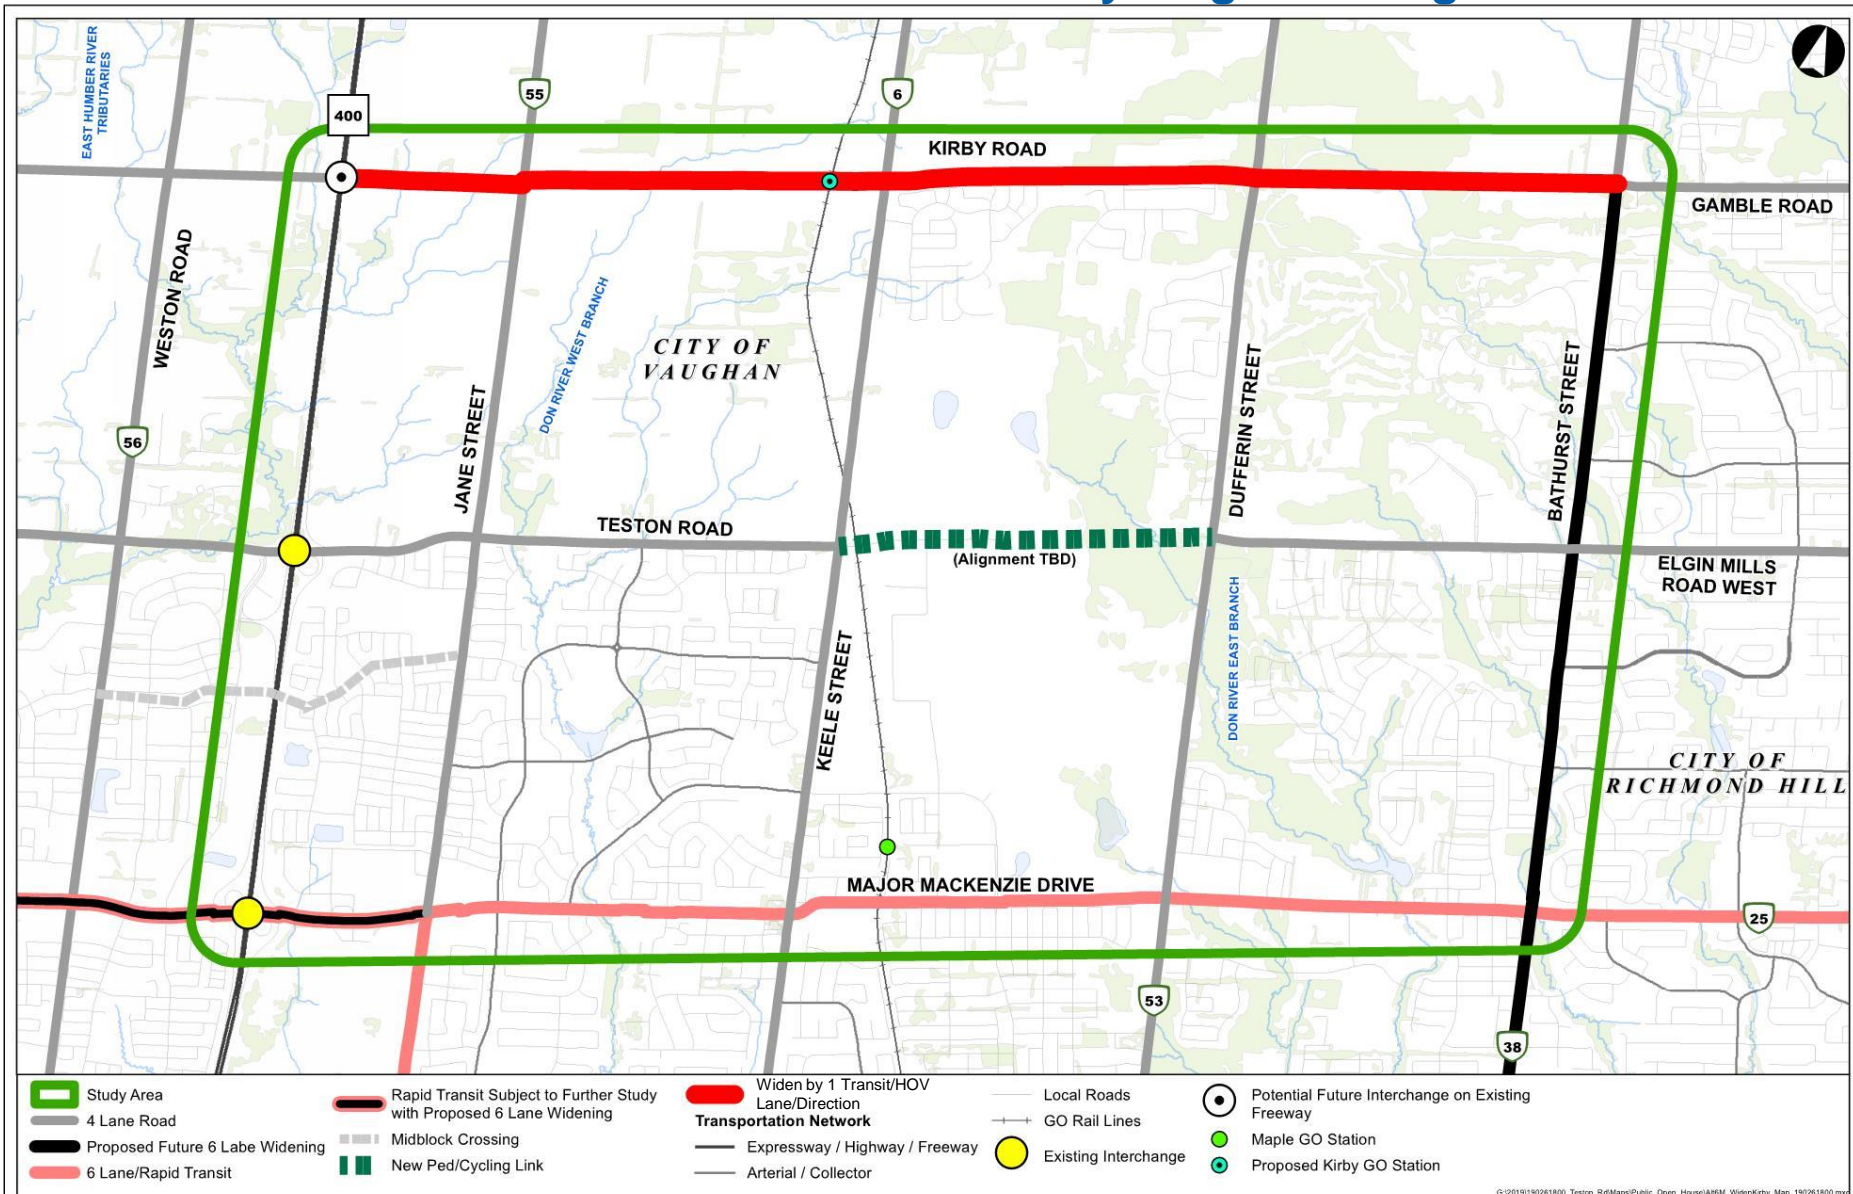 EAST HUMBER RIVER
TRIBUTARIES
400
55
6
KIRBY ROAD
GAMBLE ROAD
WESTON ROAD
DON RIVER WEST BRANCH
CITY OF
VAUGHAN
56
JANE STREET
DUFFERIN STREET
BATHURST STREET
TESTON ROAD
(Alignment TBD)
ELGIN MILLS
ROAD WEST
KEELE STREET
DON RIVER EAST BRANCH
CITY OF
RICHMOND HILL
MAJOR MACKENZIE DRIVE
25
53
38
Study Area
4 Lane Road
Proposed Future 6 Labe Widening
6 Lane/Rapid Transit
Rapid Transit Subject to Further Study
with Proposed 6 Lane Widening
Midblock Crossing
New Ped/Cycling Link
Widen by 1 Transit/HOV
Lane/Direction
Transportation Network
Expressway / Highway / Freeway
Arterial / Collector
Local Roads
GO Rail Lines
Existing Interchange
Potential Future Interchange on Existing
Freeway
Maple GO Station
Proposed Kirby GO Station